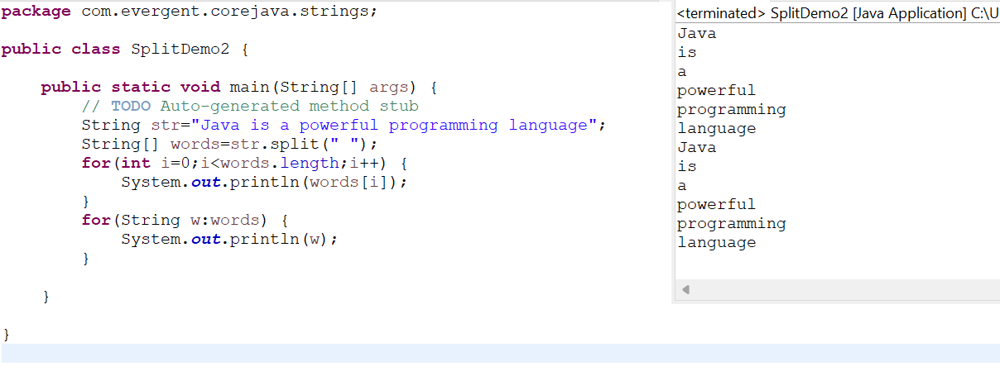 package com.evergent.corejava.strings;
public class SplitDemo2 {
public static void main(String[] args) {
// TODO Auto-generated method stub
String str="Java is a powerful programming language";
String[] words=str.split(" ");
for(int i=0;i<words.length;i++) {
System.out.println(words[i]);
}
for(String w:words) {
System.out.println(w);
}
}
}
<terminated> SplitDemo2 [Java Application] C:\U
Java
is
a
powerful
programming
language
Java
is
a
powerful
programming
language